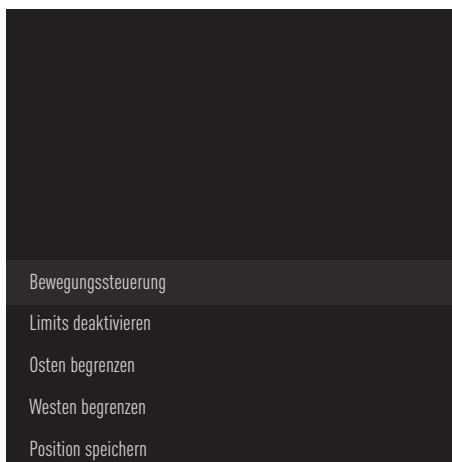 Bewegungssteuerung
Limits deaktivieren
Osten begrenzen
Westen begrenzen
Position speichern